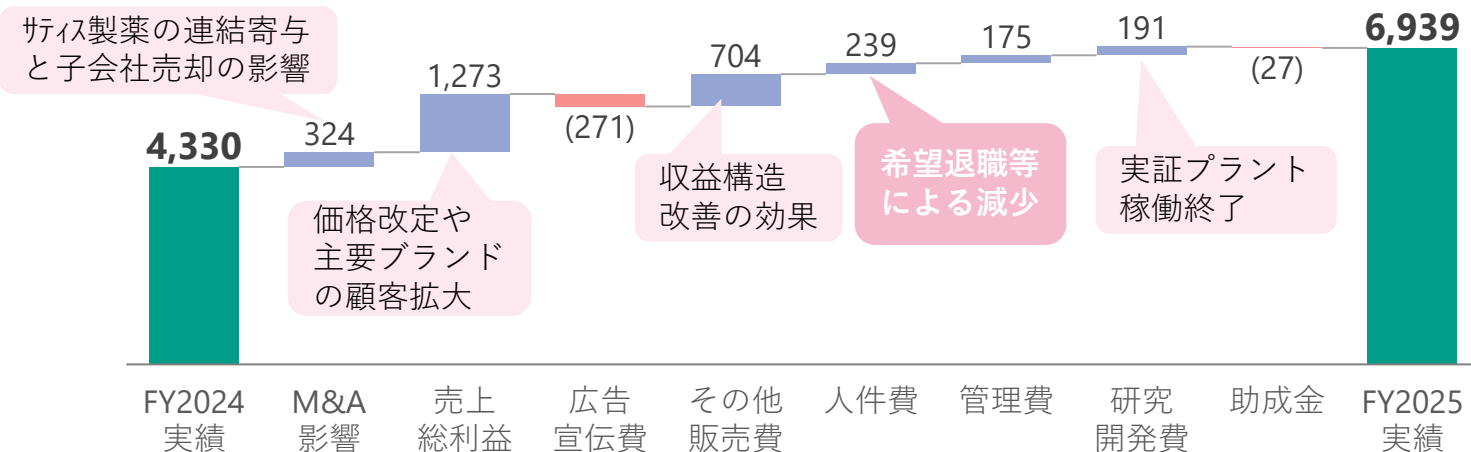 ｻﾃｨｽ製薬の連結寄与
と子会社売却の影響
4,330
324
1,273
(271)
704
239
175
191
(27)
6,939
価格改定や
主要ブランド
の顧客拡大
収益構造
改善の効果
希望退職等
による減少
実証プラント
稼働終了
FY2024
実績
M&A
影響
売上
総利益
広告
宣伝費
その他
販売費
人件費
管理費
研究
開発費
助成金
FY2025
実績